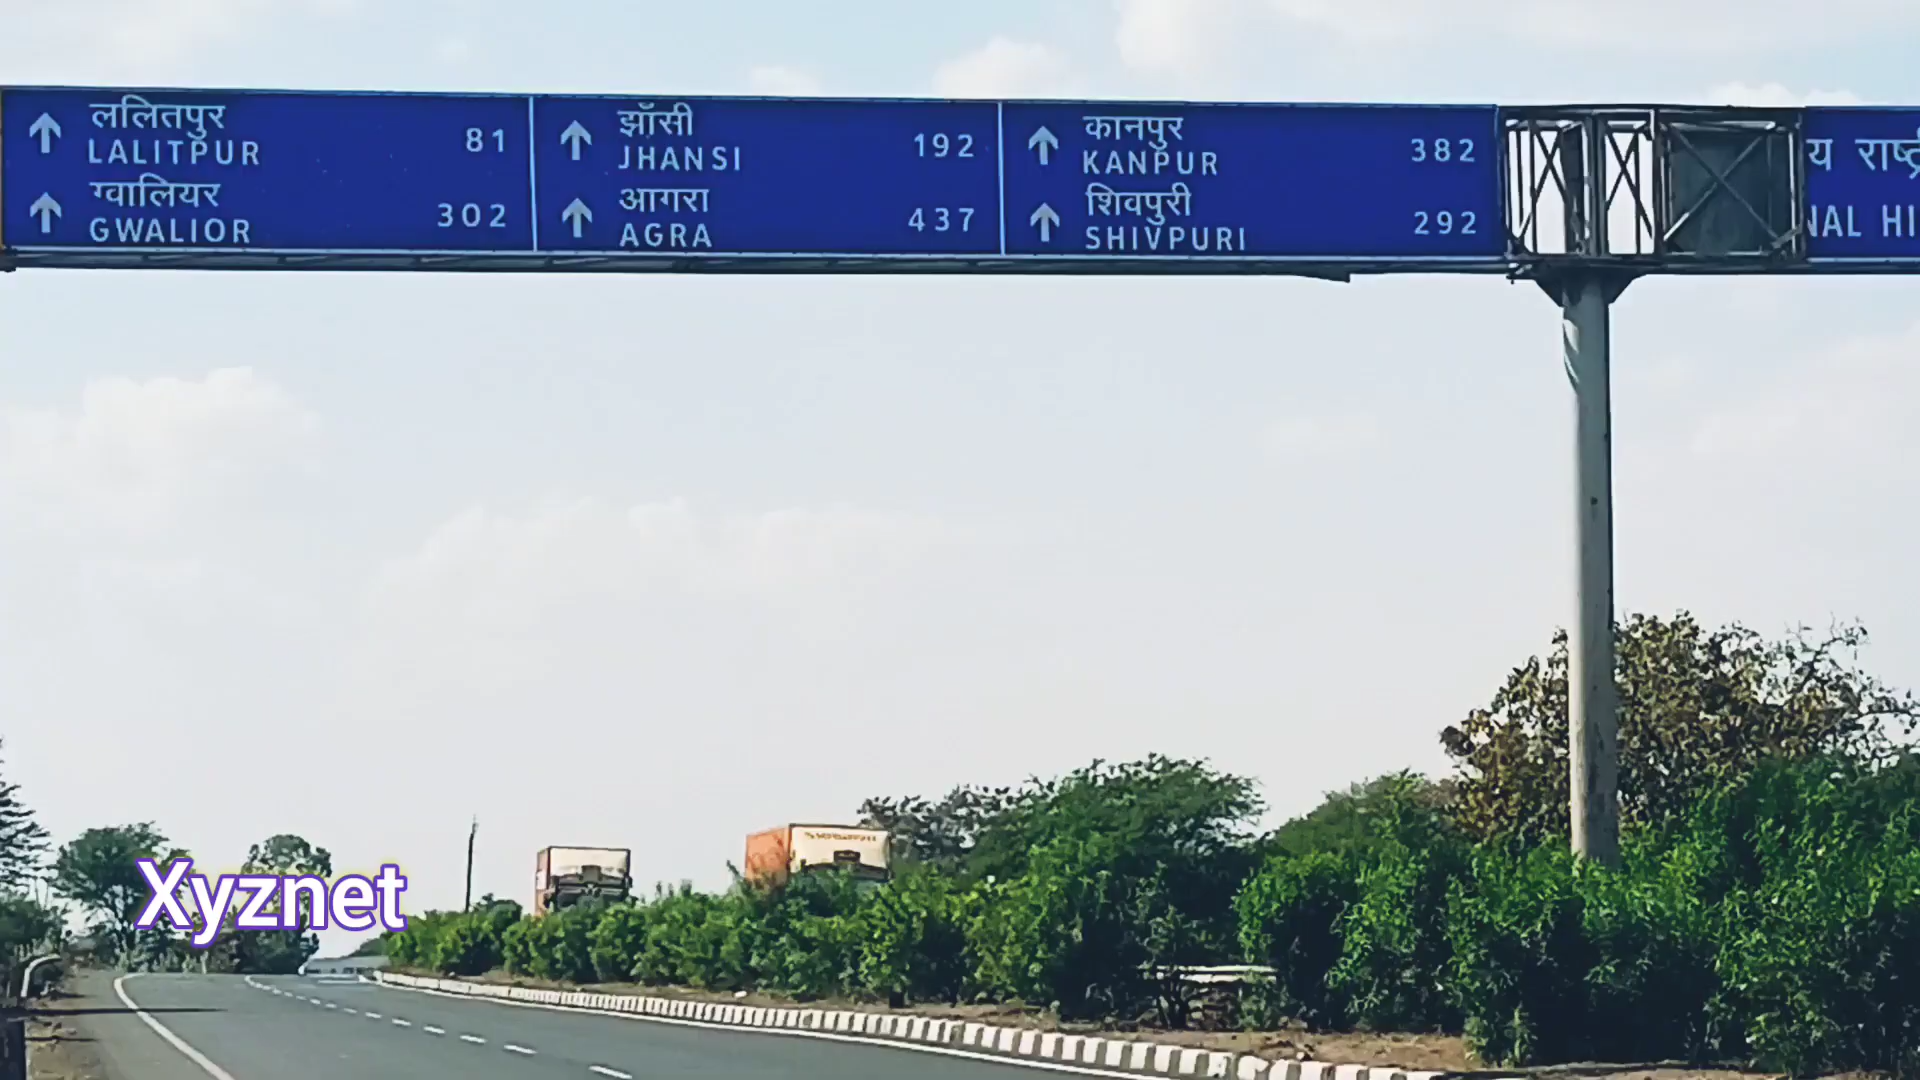 ललितपुर
LALITPUR 81
ग्वालियर
GWALIOR 302
झाँसी
JHANSI 192
आगरा
AGRA 437
कानपुर
KANPUR 382
शिवपुरी
SHIVPURI 292
Xyznet